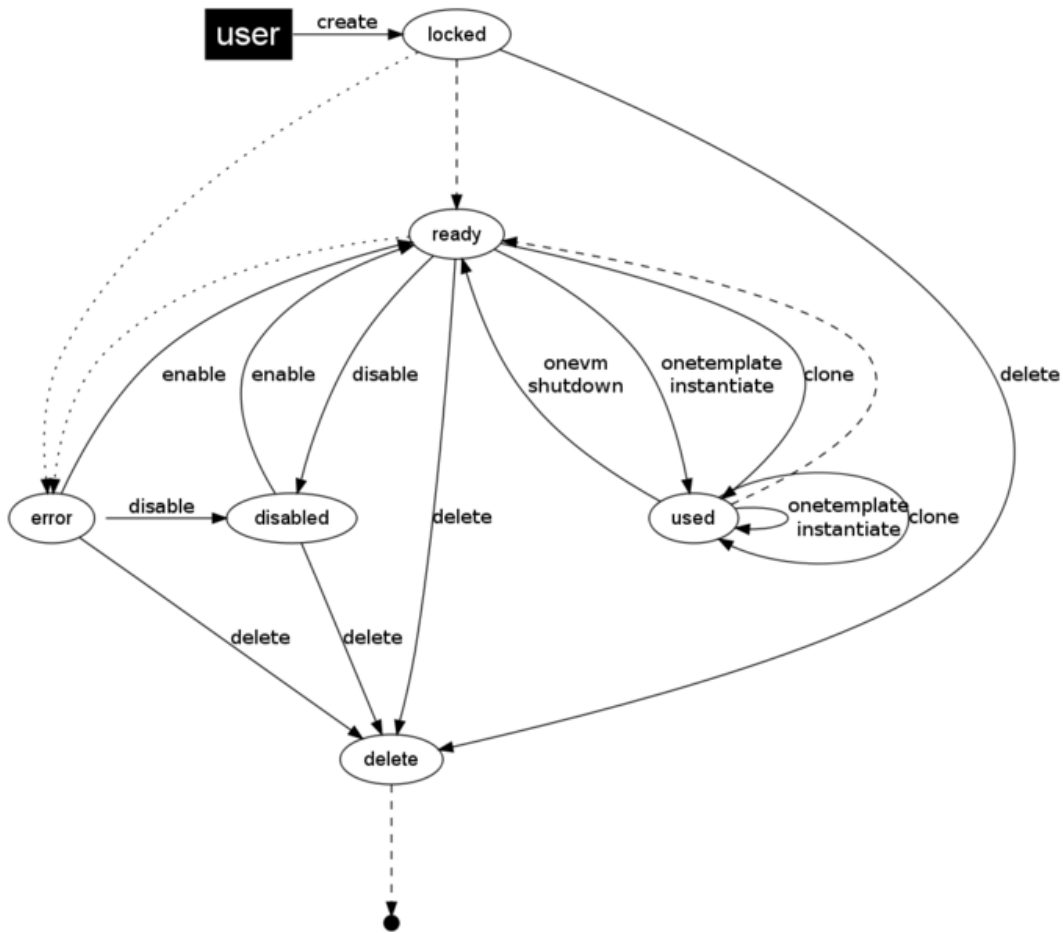 user
create
locked
ready
enable
enable
disable
onevm
shutdown
onetemplate
instantiate
clone
delete
error
disable
disabled
delete
used
onetemplate
instantiate
clone
delete
delete
delete